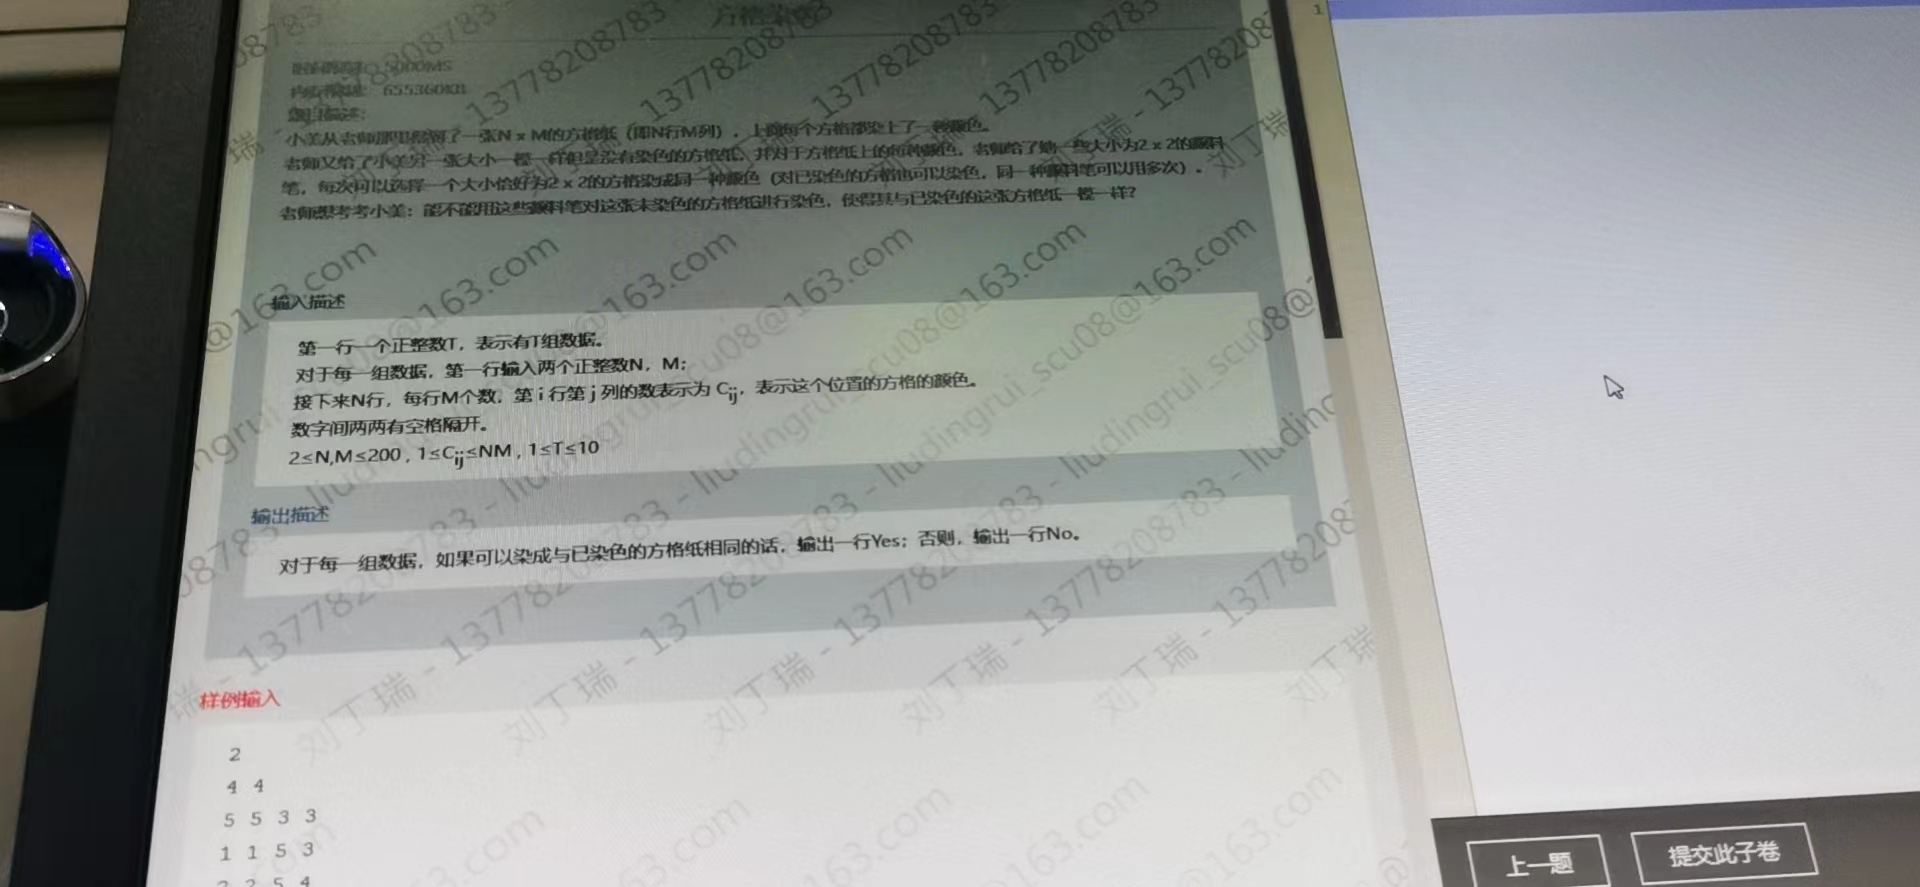 方格染色
1
时间限制: 5000MS
内存限制: 655360KB
题目描述:
小美从老师那里得到了一张N x M的方格纸（即N行M列），上面每个方格都染上了一种颜色。
老师又给了小美另一张大小一模一样但是没有染色的方格纸，并对于方格纸上的每种颜色，老师给了她一些大小为2 x 2的颜料
笔，每次可以选择一个大小恰好为2 x 2的方格染成同一种颜色（对已染色的方格也可以染色，同一种颜料笔可以用多次）。
老师想考考小美：能不能用这些颜料笔对这张未染色的方格纸进行染色，使得其与已染色的这张方格纸一模一样？
输入描述
第一行一个正整数T，表示有T组数据。
对于每一组数据，第一行输入两个正整数N，M；
接下来N行，每行M个数，第 i 行第 j 列的数表示为 Cij，表示这个位置的方格的颜色。
数字间两两有空格隔开。
2≤N,M≤200 , 1≤Cij≤NM , 1≤T≤10
输出描述
对于每一组数据，如果可以染成与已染色的方格纸相同的话，输出一行Yes；否则，输出一行No。
样例输入
2
4 4
5 5 3 3
1 1 5 3
2 2 5 4
上一题
提交此子卷
刘丁瑞 - 13778208783 - liudingrui_scu08@163.com